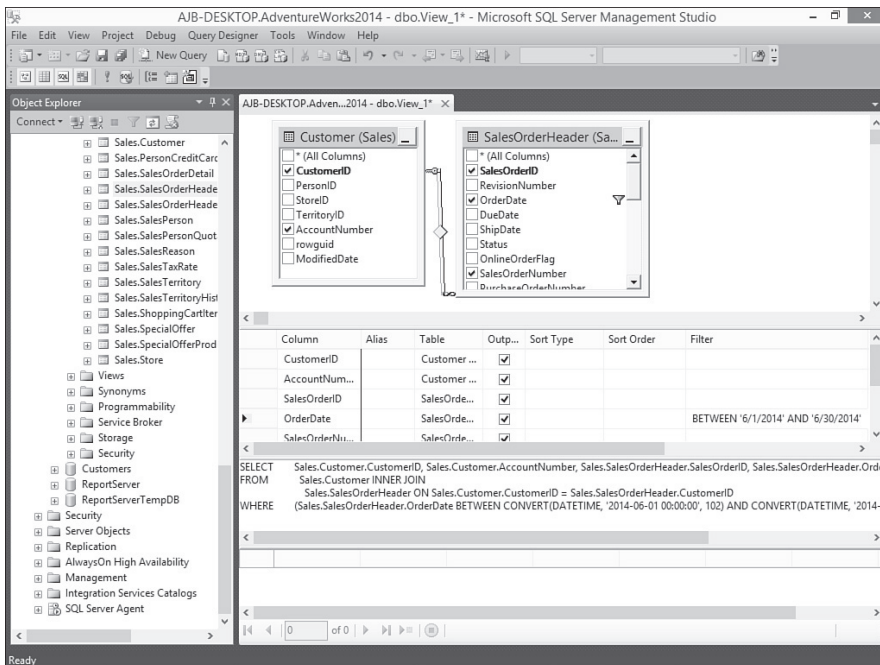 AJB-DESKTOP.AdventureWorks2014 - dbo.View_1* - Microsoft SQL Server Management Studio
File Edit View Project Debug Query Designer Tools Window Help
New Query
Object Explorer
Connect
Sales.Customer
Sales.PersonCreditCard
Sales.SalesOrderDetail
Sales.SalesOrderHeade
Sales.SalesOrderHeade
Sales.SalesPerson
Sales.SalesPersonQuot
Sales.SalesReason
Sales.SalesTaxRate
Sales.SalesTerritory
Sales.SalesTerritoryHist
Sales.ShoppingCartIter
Sales.SpecialOffer
Sales.SpecialOfferProd
Sales.Store
Views
Synonyms
Programmability
Service Broker
Storage
Security
Customers
ReportServer
ReportServerTempDB
Security
Server Objects
Replication
AlwaysOn High Availability
Management
Integration Services Catalogs
SQL Server Agent
AJB-DESKTOP.Adven...2014 - dbo.View_1*
Customer (Sales)
* (All Columns)
CustomerID
PersonID
StoreID
TerritoryID
AccountNumber
rowguid
ModifiedDate
SalesOrderHeader (Sa...
* (All Columns)
SalesOrderID
RevisionNumber
OrderDate
DueDate
ShipDate
Status
OnlineOrderFlag
SalesOrderNumber
PurchaseOrderNumber
Column Alias Table Outp... Sort Type Sort Order Filter
CustomerID Customer ...
AccountNum... Customer ...
SalesOrderID SalesOrde...
OrderDate SalesOrde... BETWEEN '6/1/2014' AND '6/30/2014'
SalesOrderNu... SalesOrde...
SELECT Sales.Customer.CustomerID, Sales.Customer.AccountNumber, Sales.SalesOrderHeader.SalesOrderID, Sales.SalesOrderHeader.Orde
FROM Sales.Customer INNER JOIN
Sales.SalesOrderHeader ON Sales.Customer.CustomerID = Sales.SalesOrderHeader.CustomerID
WHERE (Sales.SalesOrderHeader.OrderDate BETWEEN CONVERT(DATETIME, '2014-06-01 00:00:00', 102) AND CONVERT(DATETIME, '2014-
0 of 0
Ready